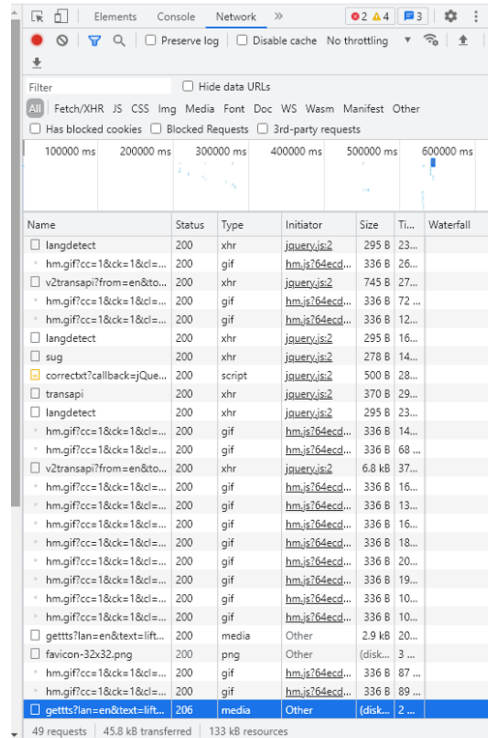 Elements Console Network » 2 4 3
Preserve log Disable cache No throttling
Filter Hide data URLs
All Fetch/XHR JS CSS Img Media Font Doc WS Wasm Manifest Other
Has blocked cookies Blocked Requests 3rd-party requests
100000 ms 200000 ms 300000 ms 400000 ms 500000 ms 600000 ms
Name Status Type Initiator Size Ti... Waterfall
langdetect 200 xhr jquery.js:2 295 B 23...
hm.gif?cc=1&ck=1&cl=... 200 gif hm.js?64ecd... 336 B 26...
v2transapi?from=en&to... 200 xhr jquery.js:2 745 B 27...
hm.gif?cc=1&ck=1&cl=... 200 gif hm.js?64ecd... 336 B 72 ...
hm.gif?cc=1&ck=1&cl=... 200 gif hm.js?64ecd... 336 B 12...
langdetect 200 xhr jquery.js:2 295 B 16...
sug 200 xhr jquery.js:2 278 B 14...
correctxt?callback=jQue... 200 script jquery.js:2 500 B 28...
transapi 200 xhr jquery.js:2 370 B 29...
langdetect 200 xhr jquery.js:2 295 B 23...
hm.gif?cc=1&ck=1&cl=... 200 gif hm.js?64ecd... 336 B 14...
hm.gif?cc=1&ck=1&cl=... 200 gif hm.js?64ecd... 336 B 68 ...
v2transapi?from=en&to... 200 xhr jquery.js:2 6.8 kB 37...
hm.gif?cc=1&ck=1&cl=... 200 gif hm.js?64ecd... 336 B 16...
hm.gif?cc=1&ck=1&cl=... 200 gif hm.js?64ecd... 336 B 13...
hm.gif?cc=1&ck=1&cl=... 200 gif hm.js?64ecd... 336 B 16...
hm.gif?cc=1&ck=1&cl=... 200 gif hm.js?64ecd... 336 B 18...
hm.gif?cc=1&ck=1&cl=... 200 gif hm.js?64ecd... 336 B 20...
hm.gif?cc=1&ck=1&cl=... 200 gif hm.js?64ecd... 336 B 19...
hm.gif?cc=1&ck=1&cl=... 200 gif hm.js?64ecd... 336 B 10...
hm.gif?cc=1&ck=1&cl=... 200 gif hm.js?64ecd... 336 B 10...
gettts?lan=en&text=lift... 200 media Other 2.9 kB 20...
favicon-32x32.png 200 png Other (disk... 3 ...
hm.gif?cc=1&ck=1&cl=... 200 gif hm.js?64ecd... 336 B 87 ...
hm.gif?cc=1&ck=1&cl=... 200 gif hm.js?64ecd... 336 B 89 ...
gettts?lan=en&text=lift... 206 media Other (disk... 2 ...
49 requests 45.8 kB transferred 133 kB resources